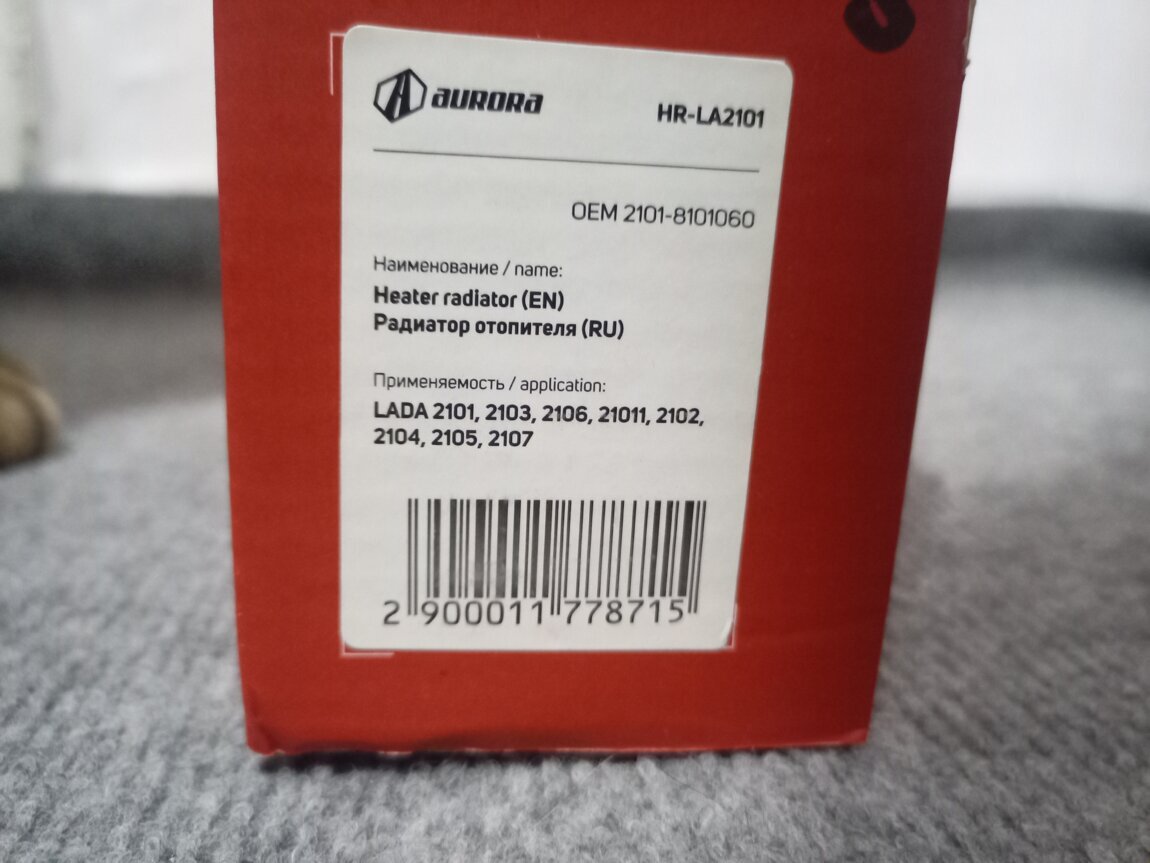 AURORA
HR-LA2101
OEM 2101-8101060
Наименование / name:
Heater radiator (EN)
Радиатор отопителя (RU)
Применяемость / application:
LADA 2101, 2103, 2106, 21011, 2102,
2104, 2105, 2107
2 900011 778715